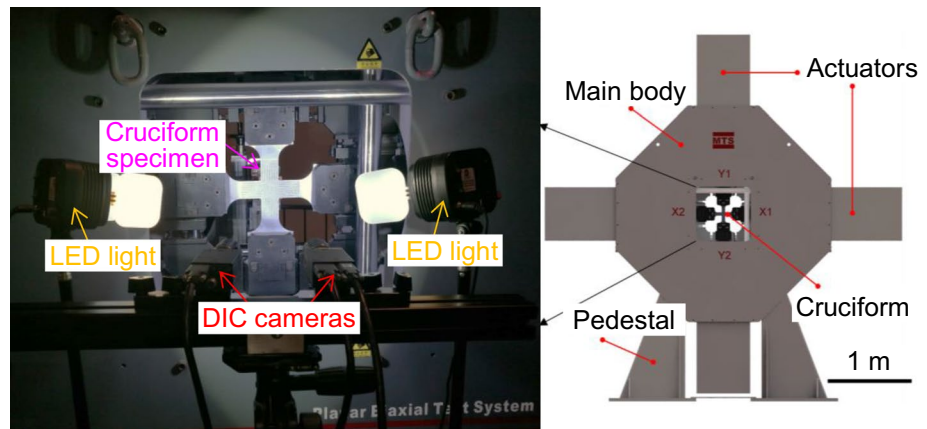 Cruciform
specimen
LED light
LED light
DIC cameras
Planar Biaxial Test System
Actuators
Main body
MTS
Y1
X2
X1
Y2
Cruciform
Pedestal
1 m